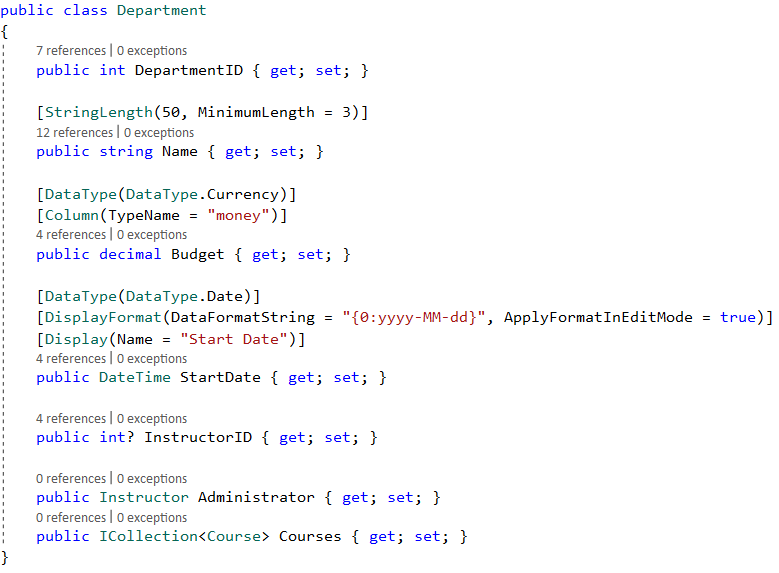 public class Department
{
7 references | 0 exceptions
public int DepartmentID { get; set; }
[StringLength(50, MinimumLength = 3)]
12 references | 0 exceptions
public string Name { get; set; }
[DataType(DataType.Currency)]
[Column(TypeName = "money")]
4 references | 0 exceptions
public decimal Budget { get; set; }
[DataType(DataType.Date)]
[DisplayFormat(DataFormatString = "{0:yyyy-MM-dd}", ApplyFormatInEditMode = true)]
[Display(Name = "Start Date")]
4 references | 0 exceptions
public DateTime StartDate { get; set; }
4 references | 0 exceptions
public int? InstructorID { get; set; }
0 references | 0 exceptions
public Instructor Administrator { get; set; }
0 references | 0 exceptions
public ICollection<Course> Courses { get; set; }
}